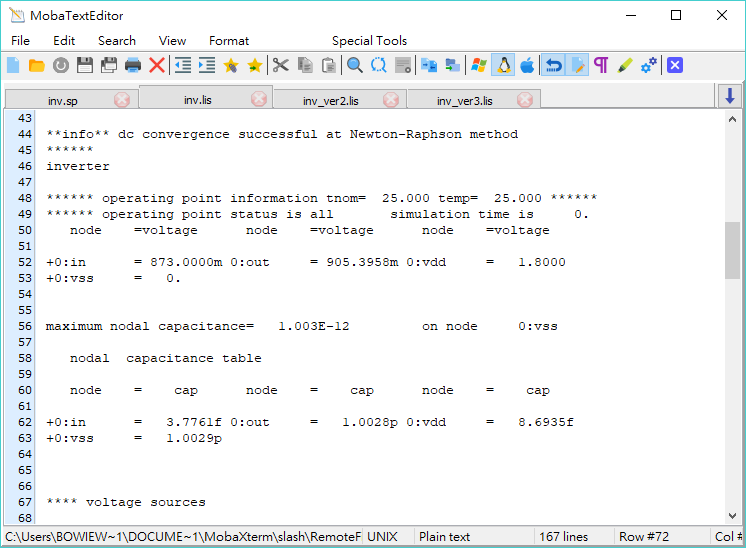 MobaTextEditor
File Edit Search View Format Special Tools
inv.sp inv.lis inv_ver2.lis inv_ver3.lis
43
44 **info** dc convergence successful at Newton-Raphson method
45 ******
46 inverter
47
48 ****** operating point information tnom= 25.000 temp= 25.000 ******
49 ****** operating point status is all simulation time is 0.
50 node =voltage node =voltage node =voltage
51
52 +0:in = 873.0000m 0:out = 905.3958m 0:vdd = 1.8000
53 +0:vss = 0.
54
55
56 maximum nodal capacitance= 1.003E-12 on node 0:vss
57
58 nodal capacitance table
59
60 node = cap node = cap node = cap
61
62 +0:in = 3.7761f 0:out = 1.0028p 0:vdd = 8.6935f
63 +0:vss = 1.0029p
64
65
66
67 **** voltage sources
68
C:\Users\BOWIEW~1\DOCUME~1\MobaXterm\slash\RemoteF UNIX Plain text 167 lines Row #72 Col #